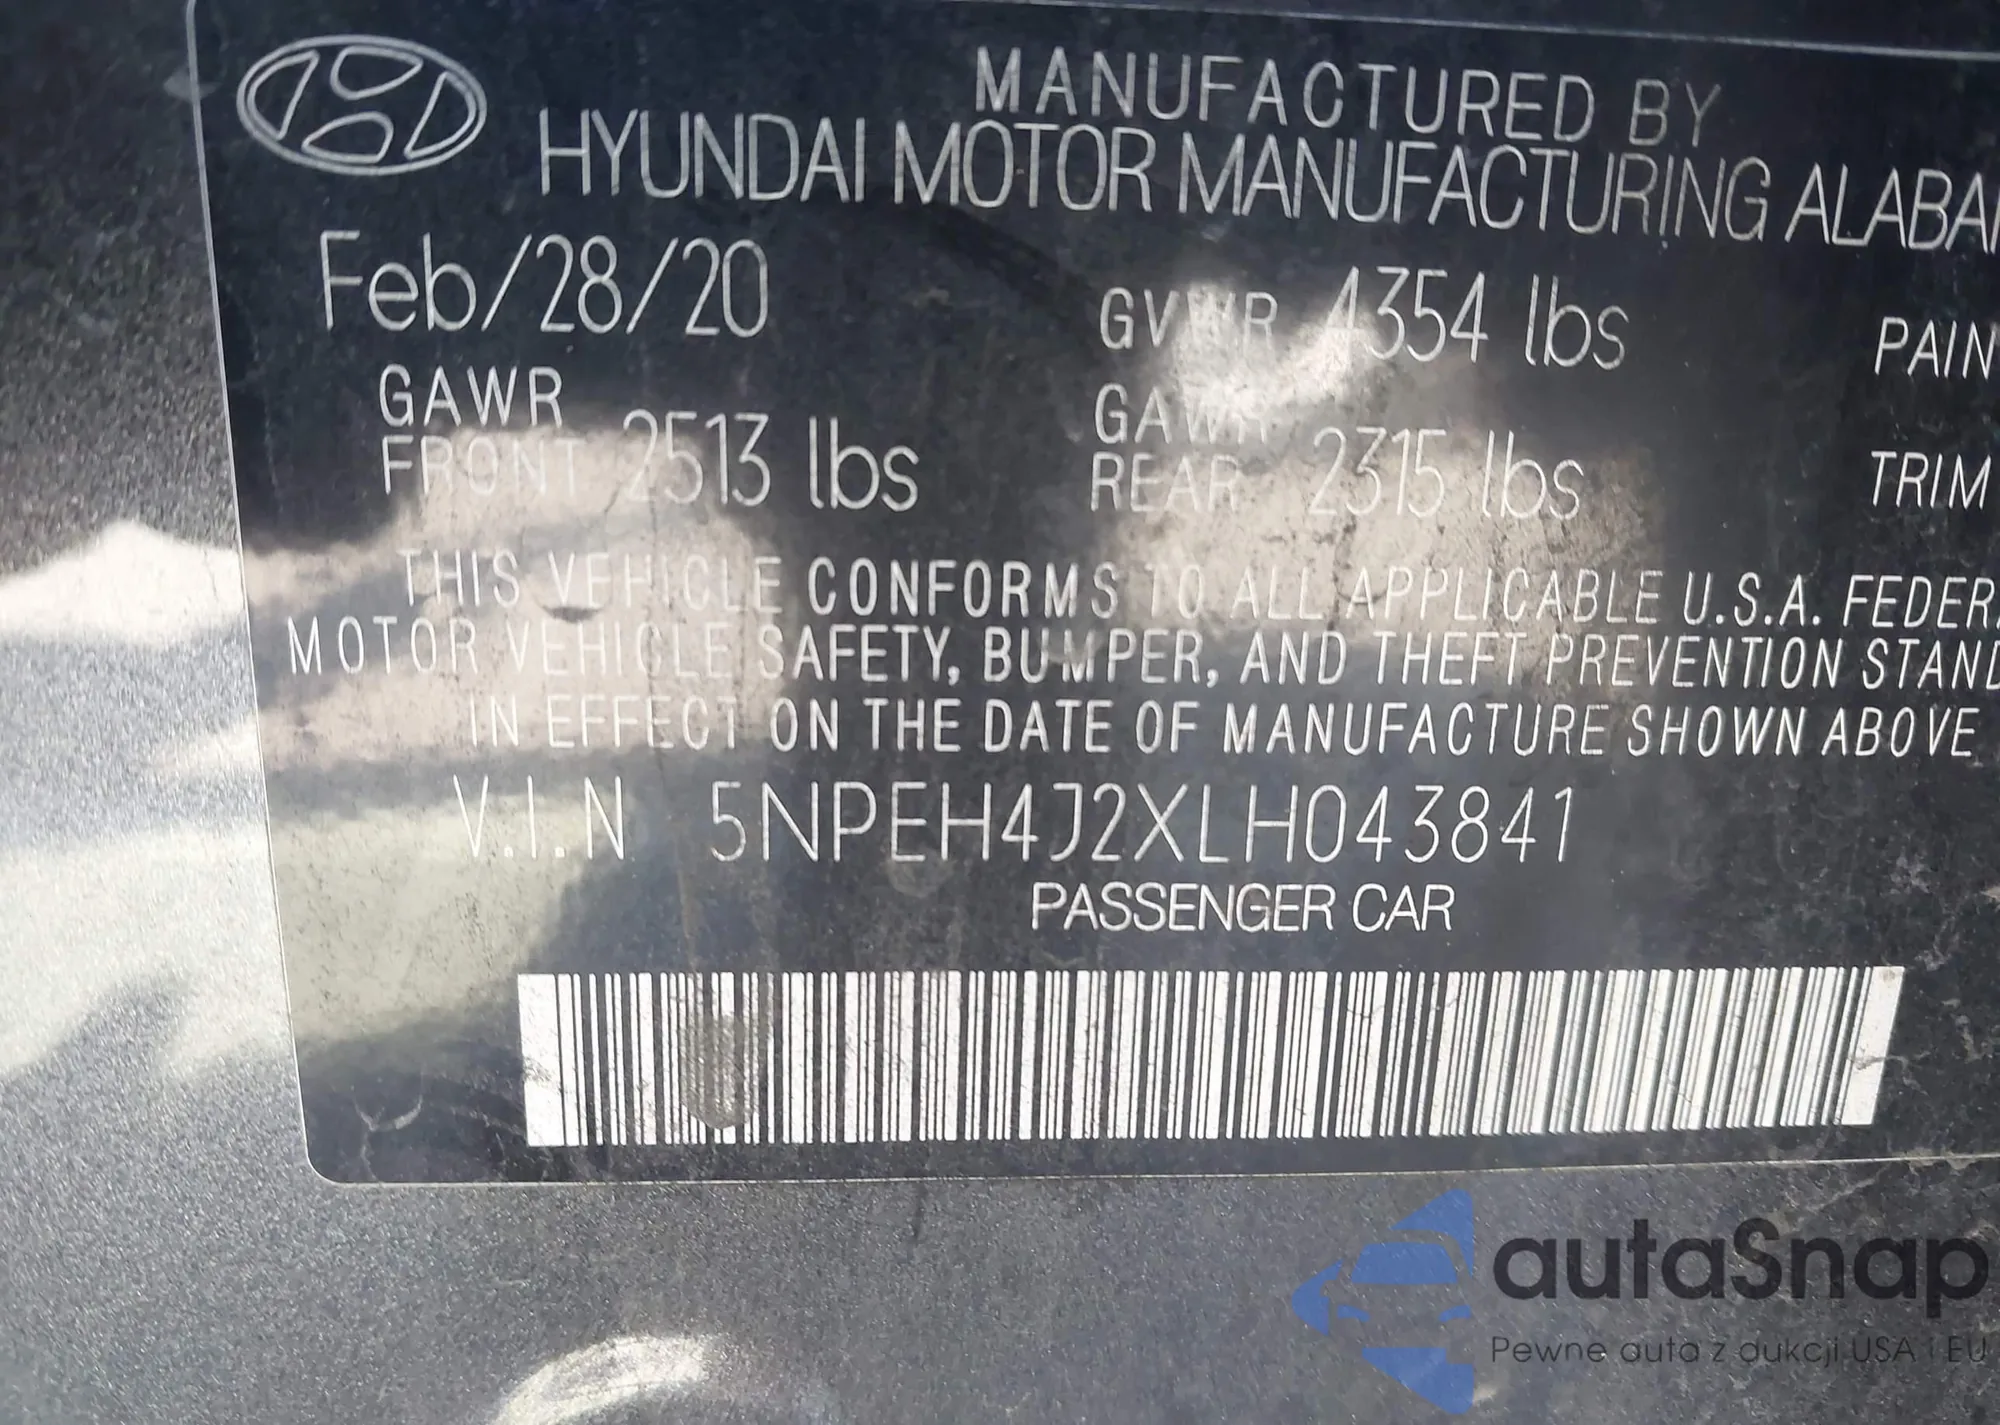 MANUFACTURED BY
HYUNDAI MOTOR MANUFACTURING ALABA
Feb/28/20 GVWR 4354 lbs PAIN
GAWR FRONT 2513 lbs GAWR REAR 2315 lbs TRIM
THIS VEHICLE CONFORMS TO ALL APPLICABLE U.S.A. FEDER
MOTOR VEHICLE SAFETY, BUMPER, AND THEFT PREVENTION STAND
IN EFFECT ON THE DATE OF MANUFACTURE SHOWN ABOVE
V.I.N 5NPEH4J2XLH043841
PASSENGER CAR
autaSnap
Pewne auta z aukcji USA i EU